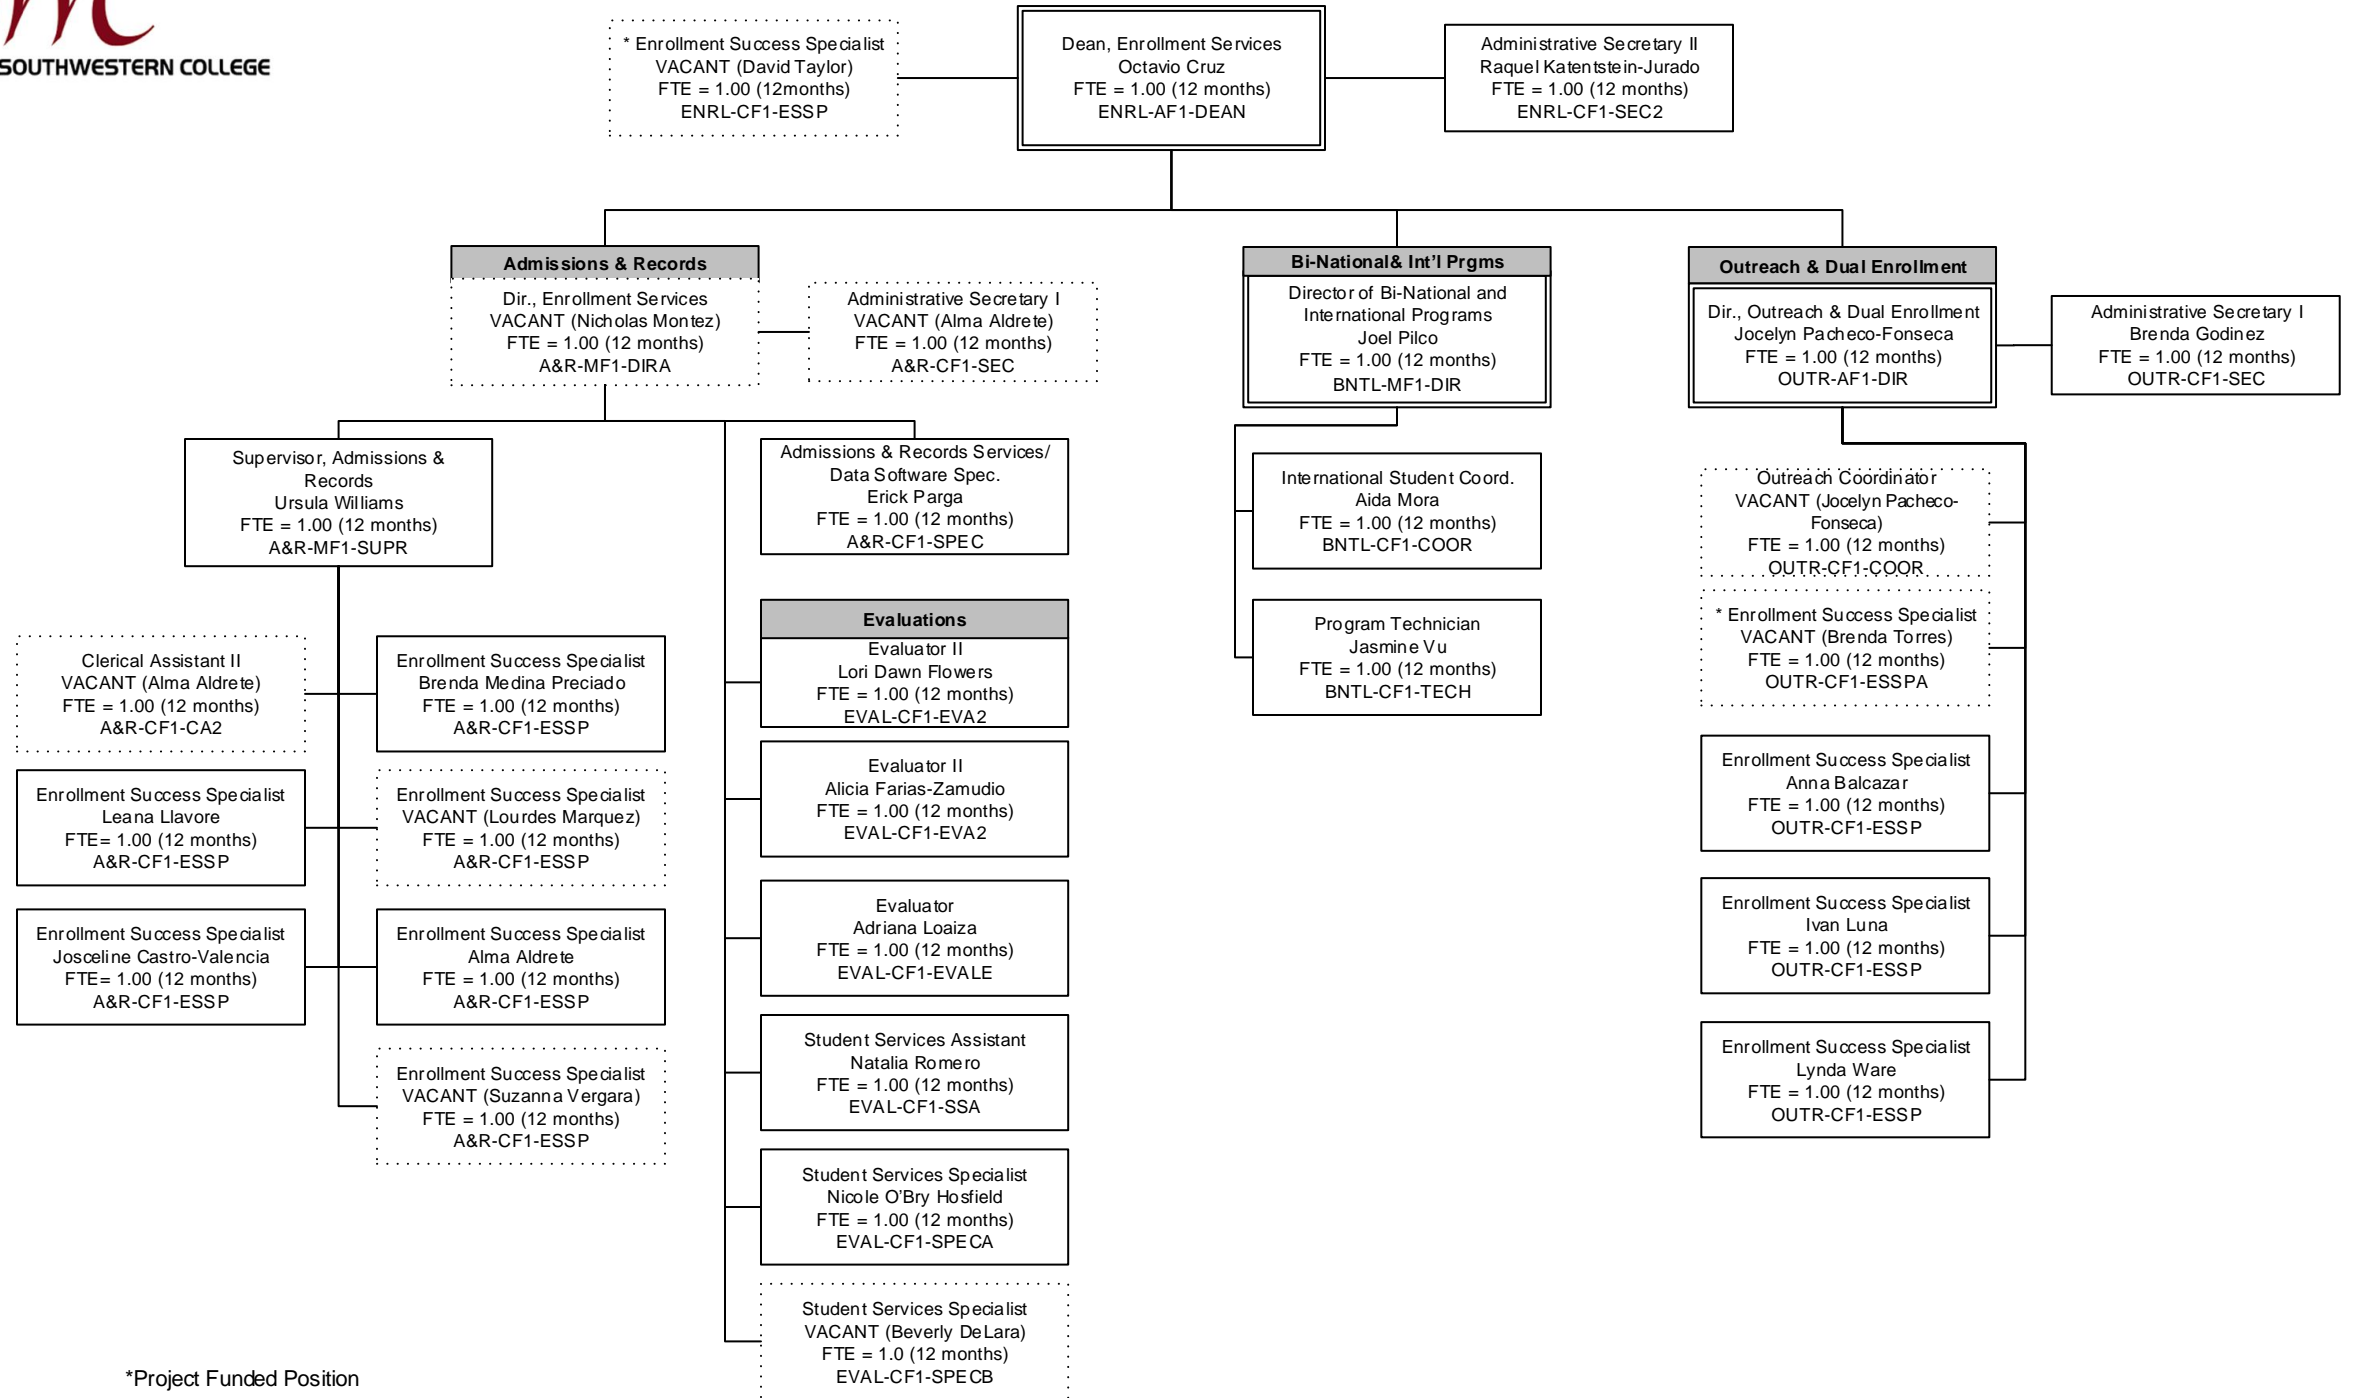 SOUTHWESTERN COLLEGE
* Enrollment Success Specialist
VACANT (David Taylor)
FTE = 1.00 (12months)
ENRL-CF1-ESSP
Dean, Enrollment Services
Octavio Cruz
FTE = 1.00 (12 months)
ENRL-AF1-DEAN
Administrative Secretary II
Raquel Katentstein-Jurado
FTE = 1.00 (12 months)
ENRL-CF1-SEC2
Admissions & Records
Dir., Enrollment Services
VACANT (Nicholas Montez)
FTE = 1.00 (12 months)
A&R-MF1-DIRA
Administrative Secretary I
VACANT (Alma Aldrete)
FTE = 1.00 (12 months)
A&R-CF1-SEC
Bi-National& Int'l Prgms
Director of Bi-National and
International Programs
Joel Pilco
FTE = 1.00 (12 months)
BNTL-MF1-DIR
Outreach & Dual Enrollment
Dir., Outreach & Dual Enrollment
Jocelyn Pacheco-Fonseca
FTE = 1.00 (12 months)
OUTR-AF1-DIR
Administrative Secretary I
Brenda Godinez
FTE = 1.00 (12 months)
OUTR-CF1-SEC
Supervisor, Admissions &
Records
Ursula Williams
FTE = 1.00 (12 months)
A&R-MF1-SUPR
Admissions & Records Services/
Data Software Spec.
Erick Parga
FTE = 1.00 (12 months)
A&R-CF1-SPEC
Clerical Assistant II
VACANT (Alma Aldrete)
FTE = 1.00 (12 months)
A&R-CF1-CA2
Enrollment Success Specialist
Brenda Medina Preciado
FTE = 1.00 (12 months)
A&R-CF1-ESSP
Enrollment Success Specialist
Leana Llavore
FTE= 1.00 (12 months)
A&R-CF1-ESSP
Enrollment Success Specialist
VACANT (Lourdes Marquez)
FTE = 1.00 (12 months)
A&R-CF1-ESSP
Enrollment Success Specialist
Josceline Castro-Valencia
FTE= 1.00 (12 months)
A&R-CF1-ESSP
Enrollment Success Specialist
Alma Aldrete
FTE = 1.00 (12 months)
A&R-CF1-ESSP
Enrollment Success Specialist
VACANT (Suzanna Vergara)
FTE = 1.00 (12 months)
A&R-CF1-ESSP
Evaluations
Evaluator II
Lori Dawn Flowers
FTE = 1.00 (12 months)
EVAL-CF1-EVA2
Evaluator II
Alicia Farias-Zamudio
FTE = 1.00 (12 months)
EVAL-CF1-EVA2
Evaluator
Adriana Loaiza
FTE = 1.00 (12 months)
EVAL-CF1-EVALE
Student Services Assistant
Natalia Romero
FTE = 1.00 (12 months)
EVAL-CF1-SSA
Student Services Specialist
Nicole O'Bry Hosfield
FTE = 1.00 (12 months)
EVAL-CF1-SPECA
Student Services Specialist
VACANT (Beverly DeLara)
FTE = 1.0 (12 months)
EVAL-CF1-SPECB
International Student Coord.
Aida Mora
FTE = 1.00 (12 months)
BNTL-CF1-COOR
Program Technician
Jasmine Vu
FTE = 1.00 (12 months)
BNTL-CF1-TECH
Outreach Coordinator
VACANT (Jocelyn Pacheco-
Fonseca)
FTE = 1.00 (12 months)
OUTR-CF1-COOR
* Enrollment Success Specialist
VACANT (Brenda Torres)
FTE = 1.00 (12 months)
OUTR-CF1-ESSPA
Enrollment Success Specialist
Anna Balcazar
FTE = 1.00 (12 months)
OUTR-CF1-ESSP
Enrollment Success Specialist
Ivan Luna
FTE = 1.00 (12 months)
OUTR-CF1-ESSP
Enrollment Success Specialist
Lynda Ware
FTE = 1.00 (12 months)
OUTR-CF1-ESSP
*Project Funded Position